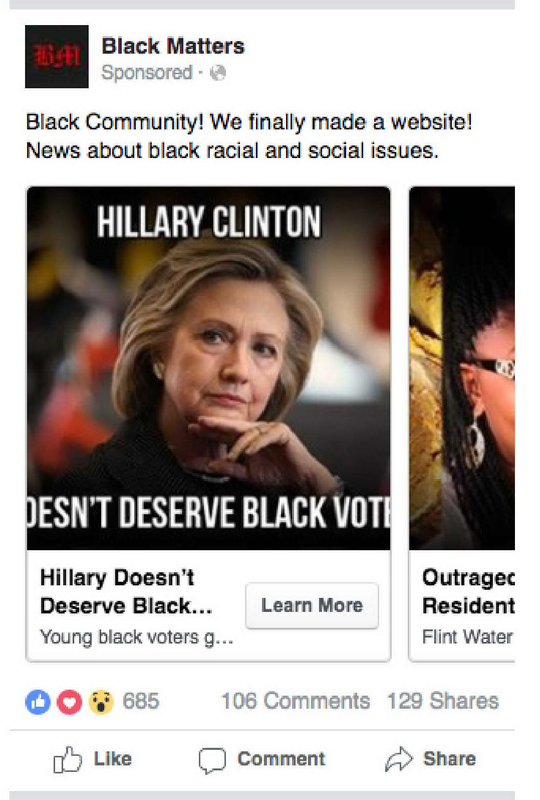 BM
Black Matters
Sponsored ·
Black Community! We finally made a website!
News about black racial and social issues.
HILLARY CLINTON
DOESN'T DESERVE BLACK VOTE
Hillary Doesn't
Deserve Black...
Learn More
Young black voters g...
Outraged
Resident
Flint Water
685
106 Comments 129 Shares
Like
Comment
Share